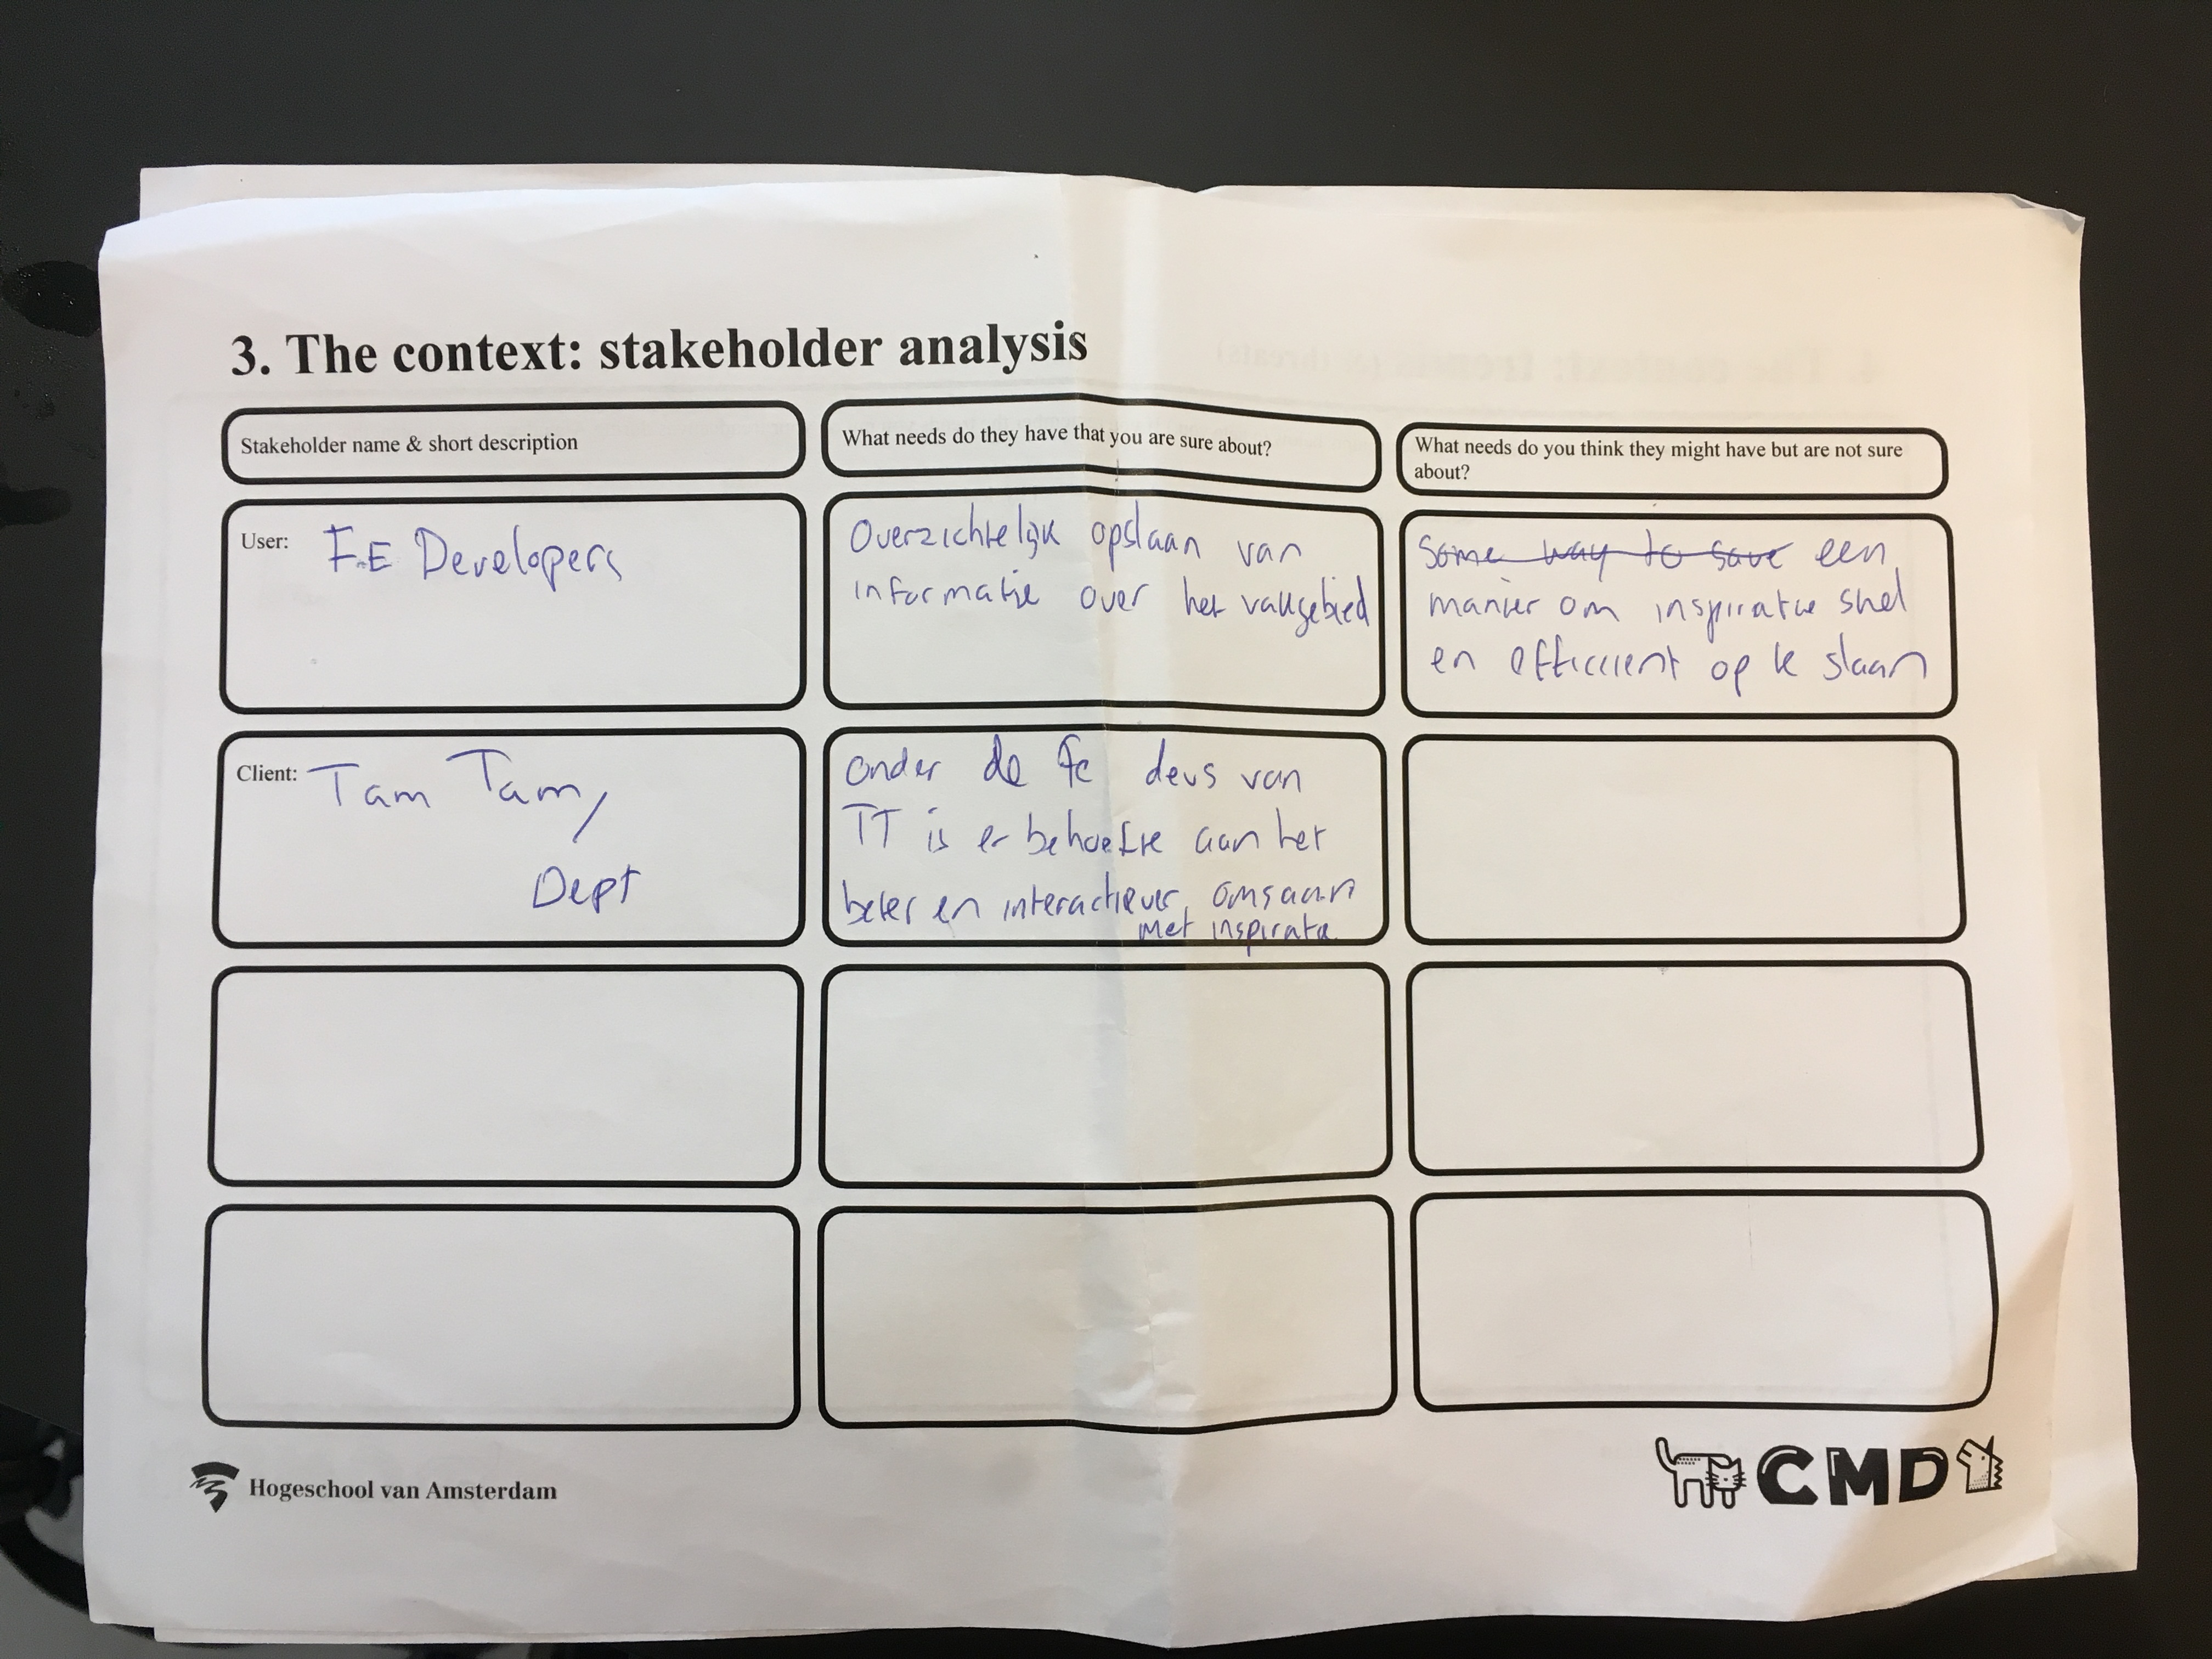 3. The context: stakeholder analysis
Stakeholder name & short description
What needs do they have that you are sure about?
What needs do you think they might have but are not sure
about?
User: F.E Developers
Overzichtelijk opslaan van
informatie over het vakgebied
Some way to save een
manier om inspiratie snel
en efficient op te slaan
Client: Tam Tam /
Dept
onder de fe devs van
TT is er behoefte aan het
beter en interactiever omgaan
met inspiratie
Hogeschool van Amsterdam
CMD